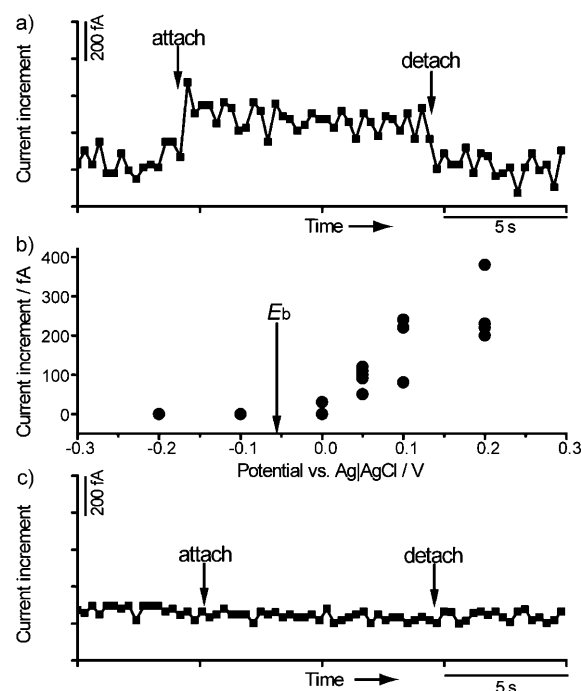 a)
200 fA
attach
detach
Current increment
Time
5 s
b)
Current increment / fA
400
300
200
100
0
Eb
-0.3 -0.2 -0.1 0.0 0.1 0.2 0.3
Potential vs. Ag|AgCl / V
c)
200 fA
attach
detach
Current increment
Time
5 s